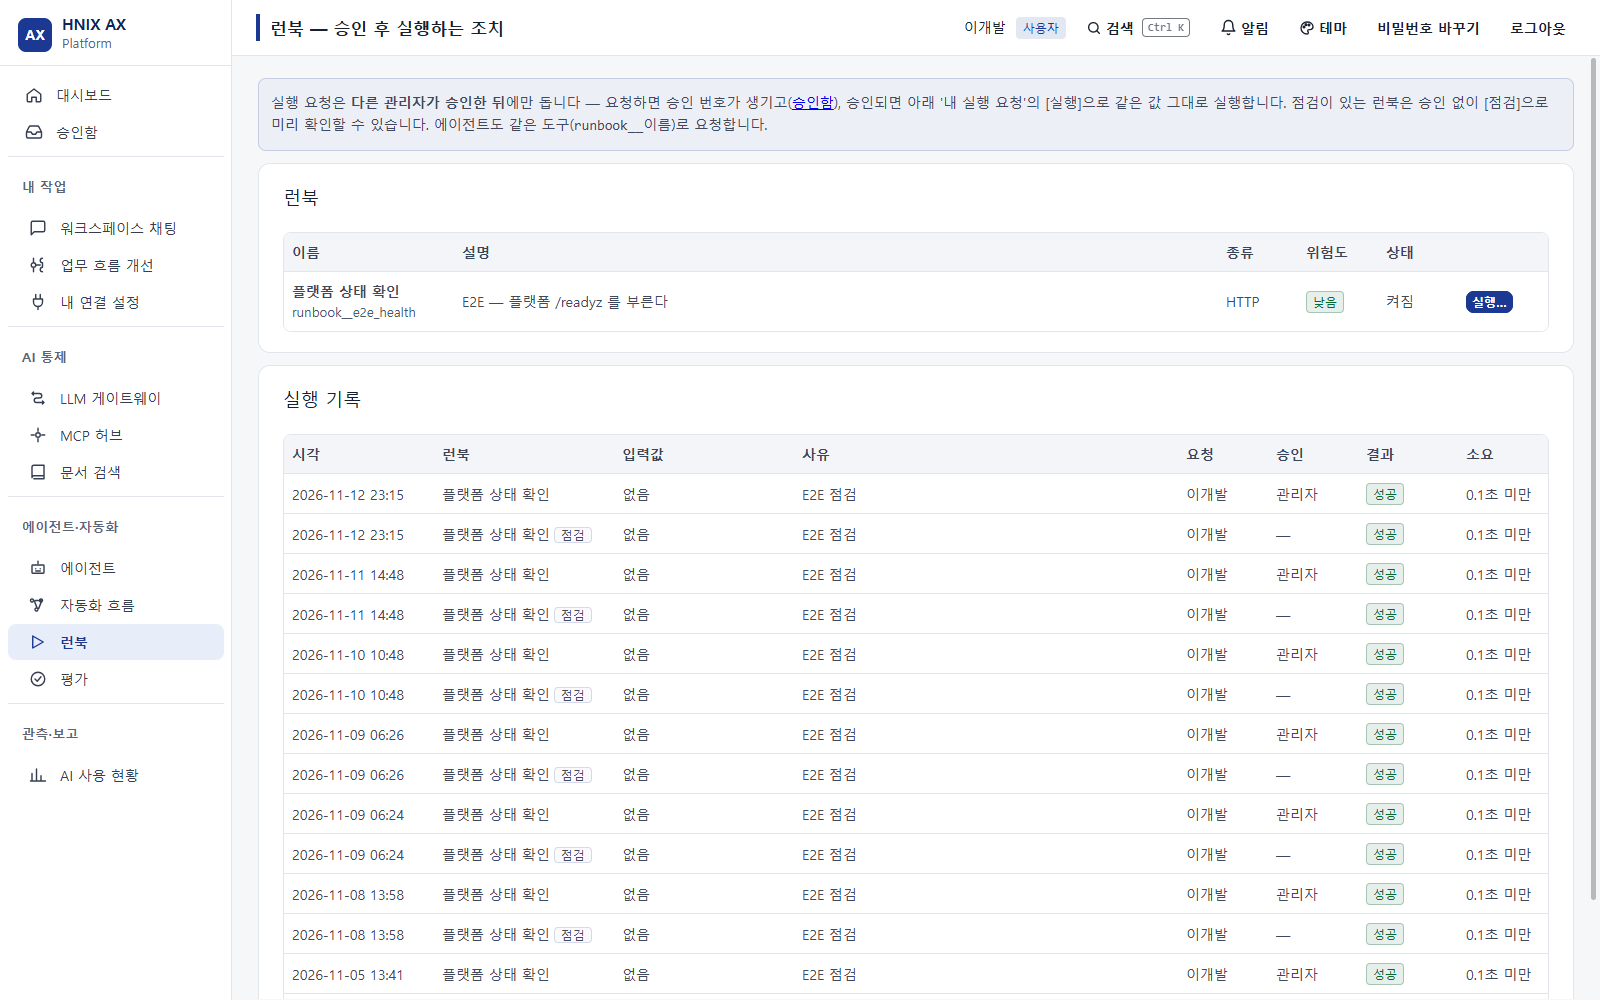 AX
HNIX AX
Platform
런북 — 승인 후 실행하는 조치
이개발 사용자 검색 Ctrl K 알림 테마 비밀번호 바꾸기 로그아웃
대시보드
승인함
내 작업
워크스페이스 채팅
업무 흐름 개선
내 연결 설정
AI 통제
LLM 게이트웨이
MCP 허브
문서 검색
에이전트·자동화
에이전트
자동화 흐름
런북
평가
관측·보고
AI 사용 현황
실행 요청은 다른 관리자가 승인한 뒤에만 돕니다 — 요청하면 승인 번호가 생기고(승인함), 승인되면 아래 '내 실행 요청'의 [실행]으로 같은 값 그대로 실행합니다. 점검이 있는 런북은 승인 없이 [점검]으로
미리 확인할 수 있습니다. 에이전트도 같은 도구(runbook__이름)로 요청합니다.
런북
이름 설명 종류 위험도 상태
플랫폼 상태 확인
runbook__e2e_health
E2E — 플랫폼 /readyz 를 부른다 HTTP 낮음 켜짐 실행...
실행 기록
시각 런북 입력값 사유 요청 승인 결과 소요
2026-11-12 23:15 플랫폼 상태 확인 없음 E2E 점검 이개발 관리자 성공 0.1초 미만
2026-11-12 23:15 플랫폼 상태 확인 점검 없음 E2E 점검 이개발 — 성공 0.1초 미만
2026-11-11 14:48 플랫폼 상태 확인 없음 E2E 점검 이개발 관리자 성공 0.1초 미만
2026-11-11 14:48 플랫폼 상태 확인 점검 없음 E2E 점검 이개발 — 성공 0.1초 미만
2026-11-10 10:48 플랫폼 상태 확인 없음 E2E 점검 이개발 관리자 성공 0.1초 미만
2026-11-10 10:48 플랫폼 상태 확인 점검 없음 E2E 점검 이개발 — 성공 0.1초 미만
2026-11-09 06:26 플랫폼 상태 확인 없음 E2E 점검 이개발 관리자 성공 0.1초 미만
2026-11-09 06:26 플랫폼 상태 확인 점검 없음 E2E 점검 이개발 — 성공 0.1초 미만
2026-11-09 06:24 플랫폼 상태 확인 없음 E2E 점검 이개발 관리자 성공 0.1초 미만
2026-11-09 06:24 플랫폼 상태 확인 점검 없음 E2E 점검 이개발 — 성공 0.1초 미만
2026-11-08 13:58 플랫폼 상태 확인 없음 E2E 점검 이개발 관리자 성공 0.1초 미만
2026-11-08 13:58 플랫폼 상태 확인 점검 없음 E2E 점검 이개발 — 성공 0.1초 미만
2026-11-05 13:41 플랫폼 상태 확인 없음 E2E 점검 이개발 관리자 성공 0.1초 미만